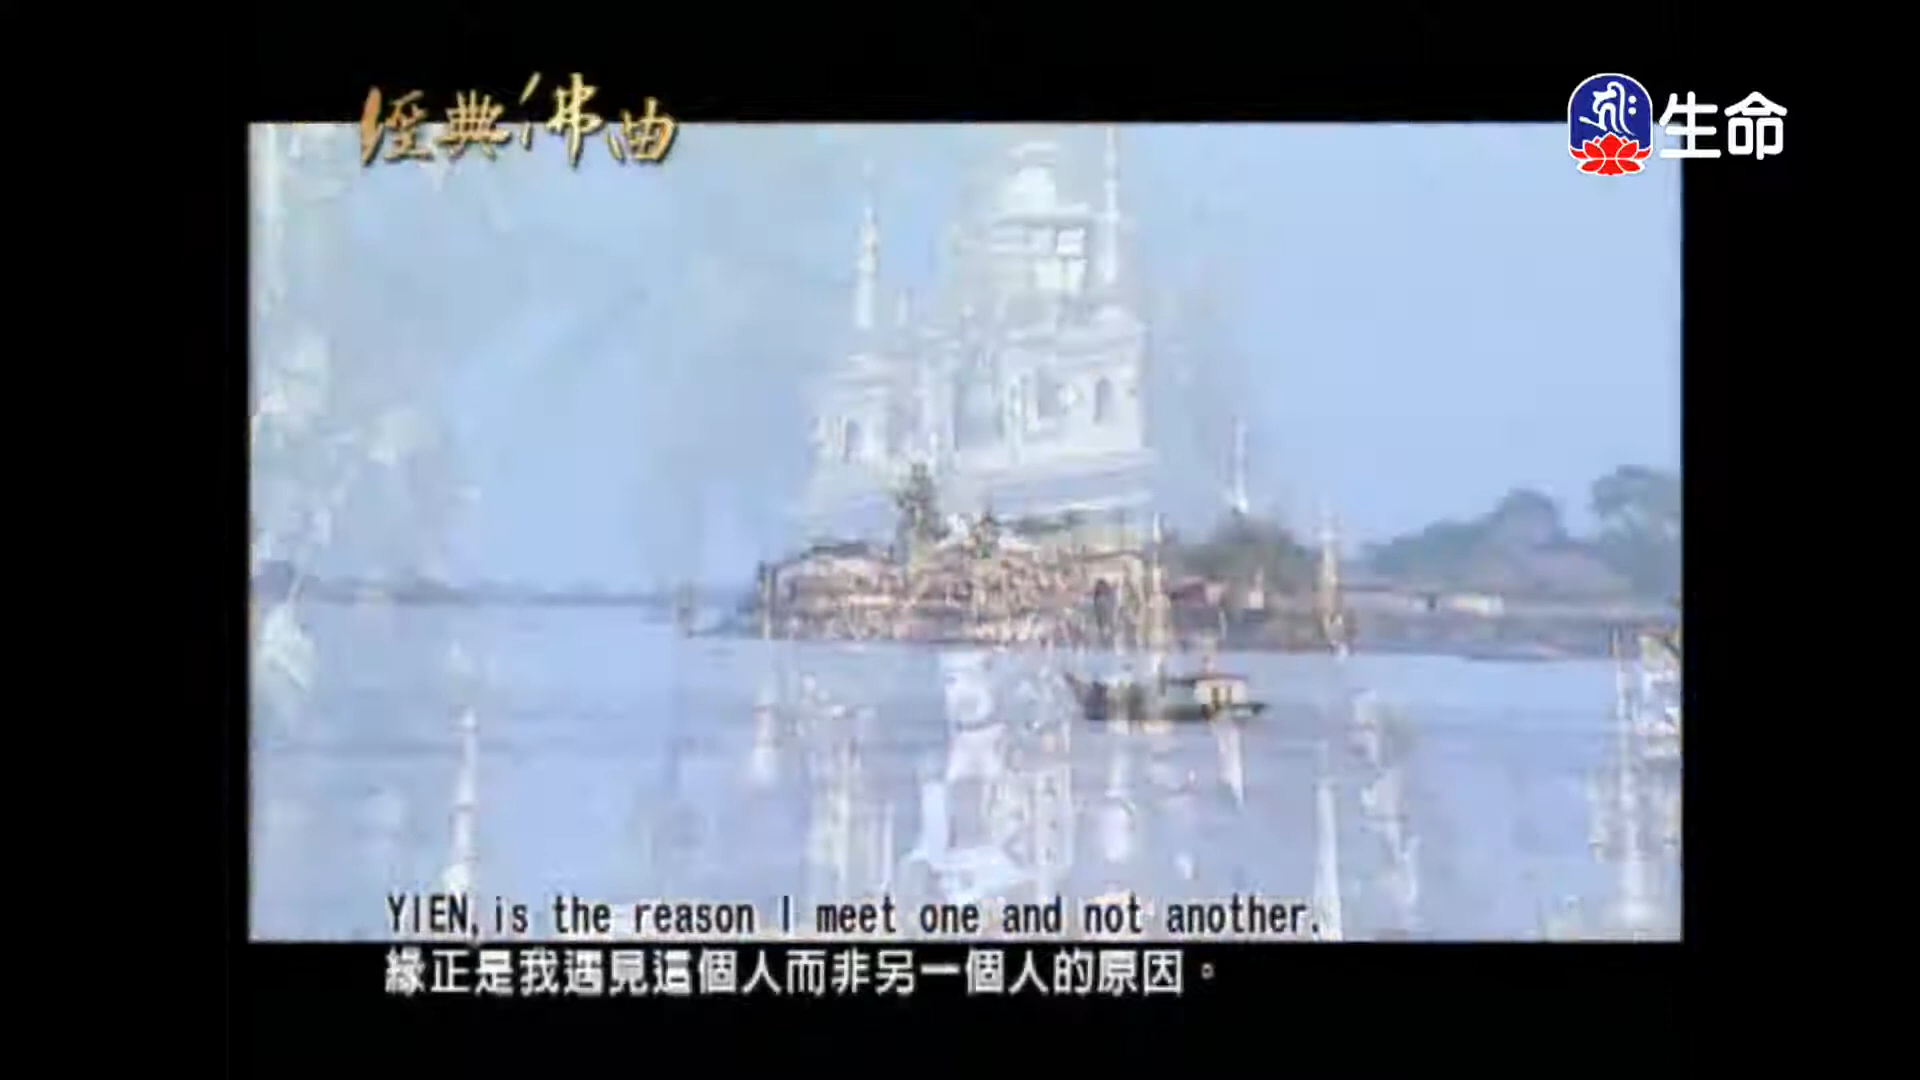 經典佛曲
生命
YIEN,is the reason I meet one and not another.
緣正是我遇見這個人而非另一個人的原因。